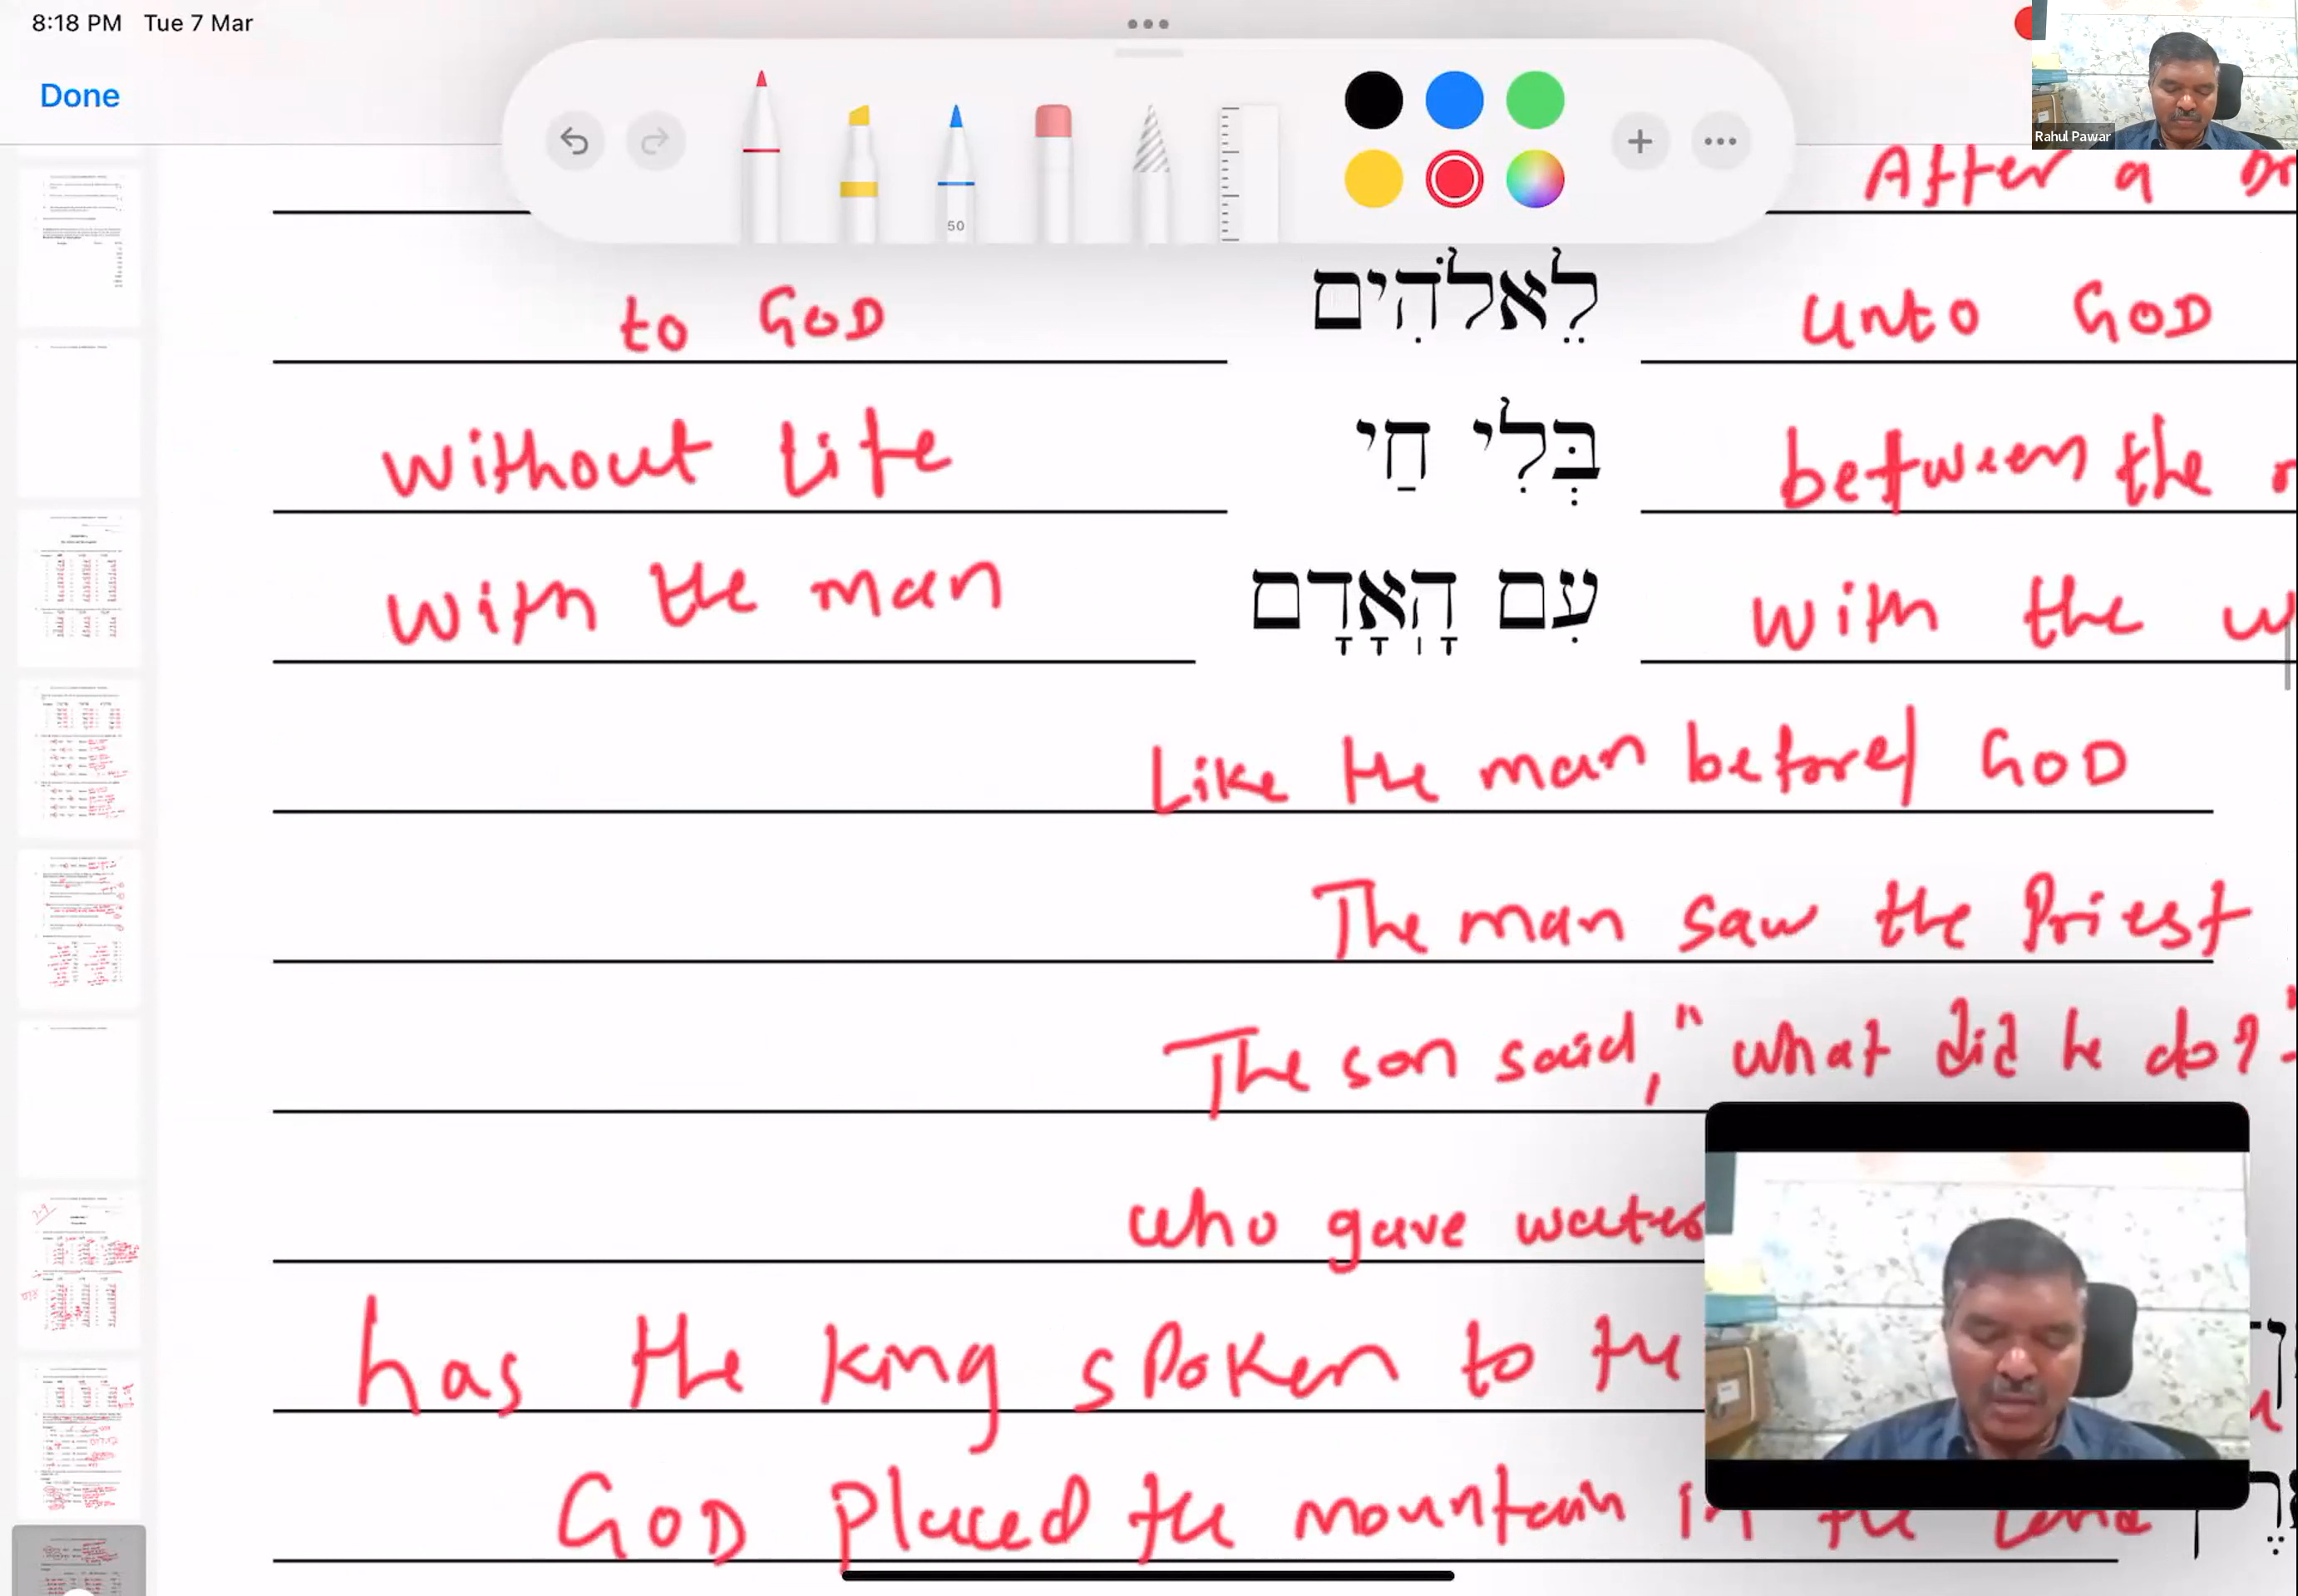 8:18 PM Tue 7 Mar
Done
50
Rahul Pawar
After a
to GOD לֵאלֹהִים unto GOD
without life בְּלִי חַי between the
with the man עִם הָאָדָם with the
Like the man before GOD
The man saw the Priest
The son said, "what did he do?"
who gave water
has the king spoken to the
GOD placed the mountain in the land